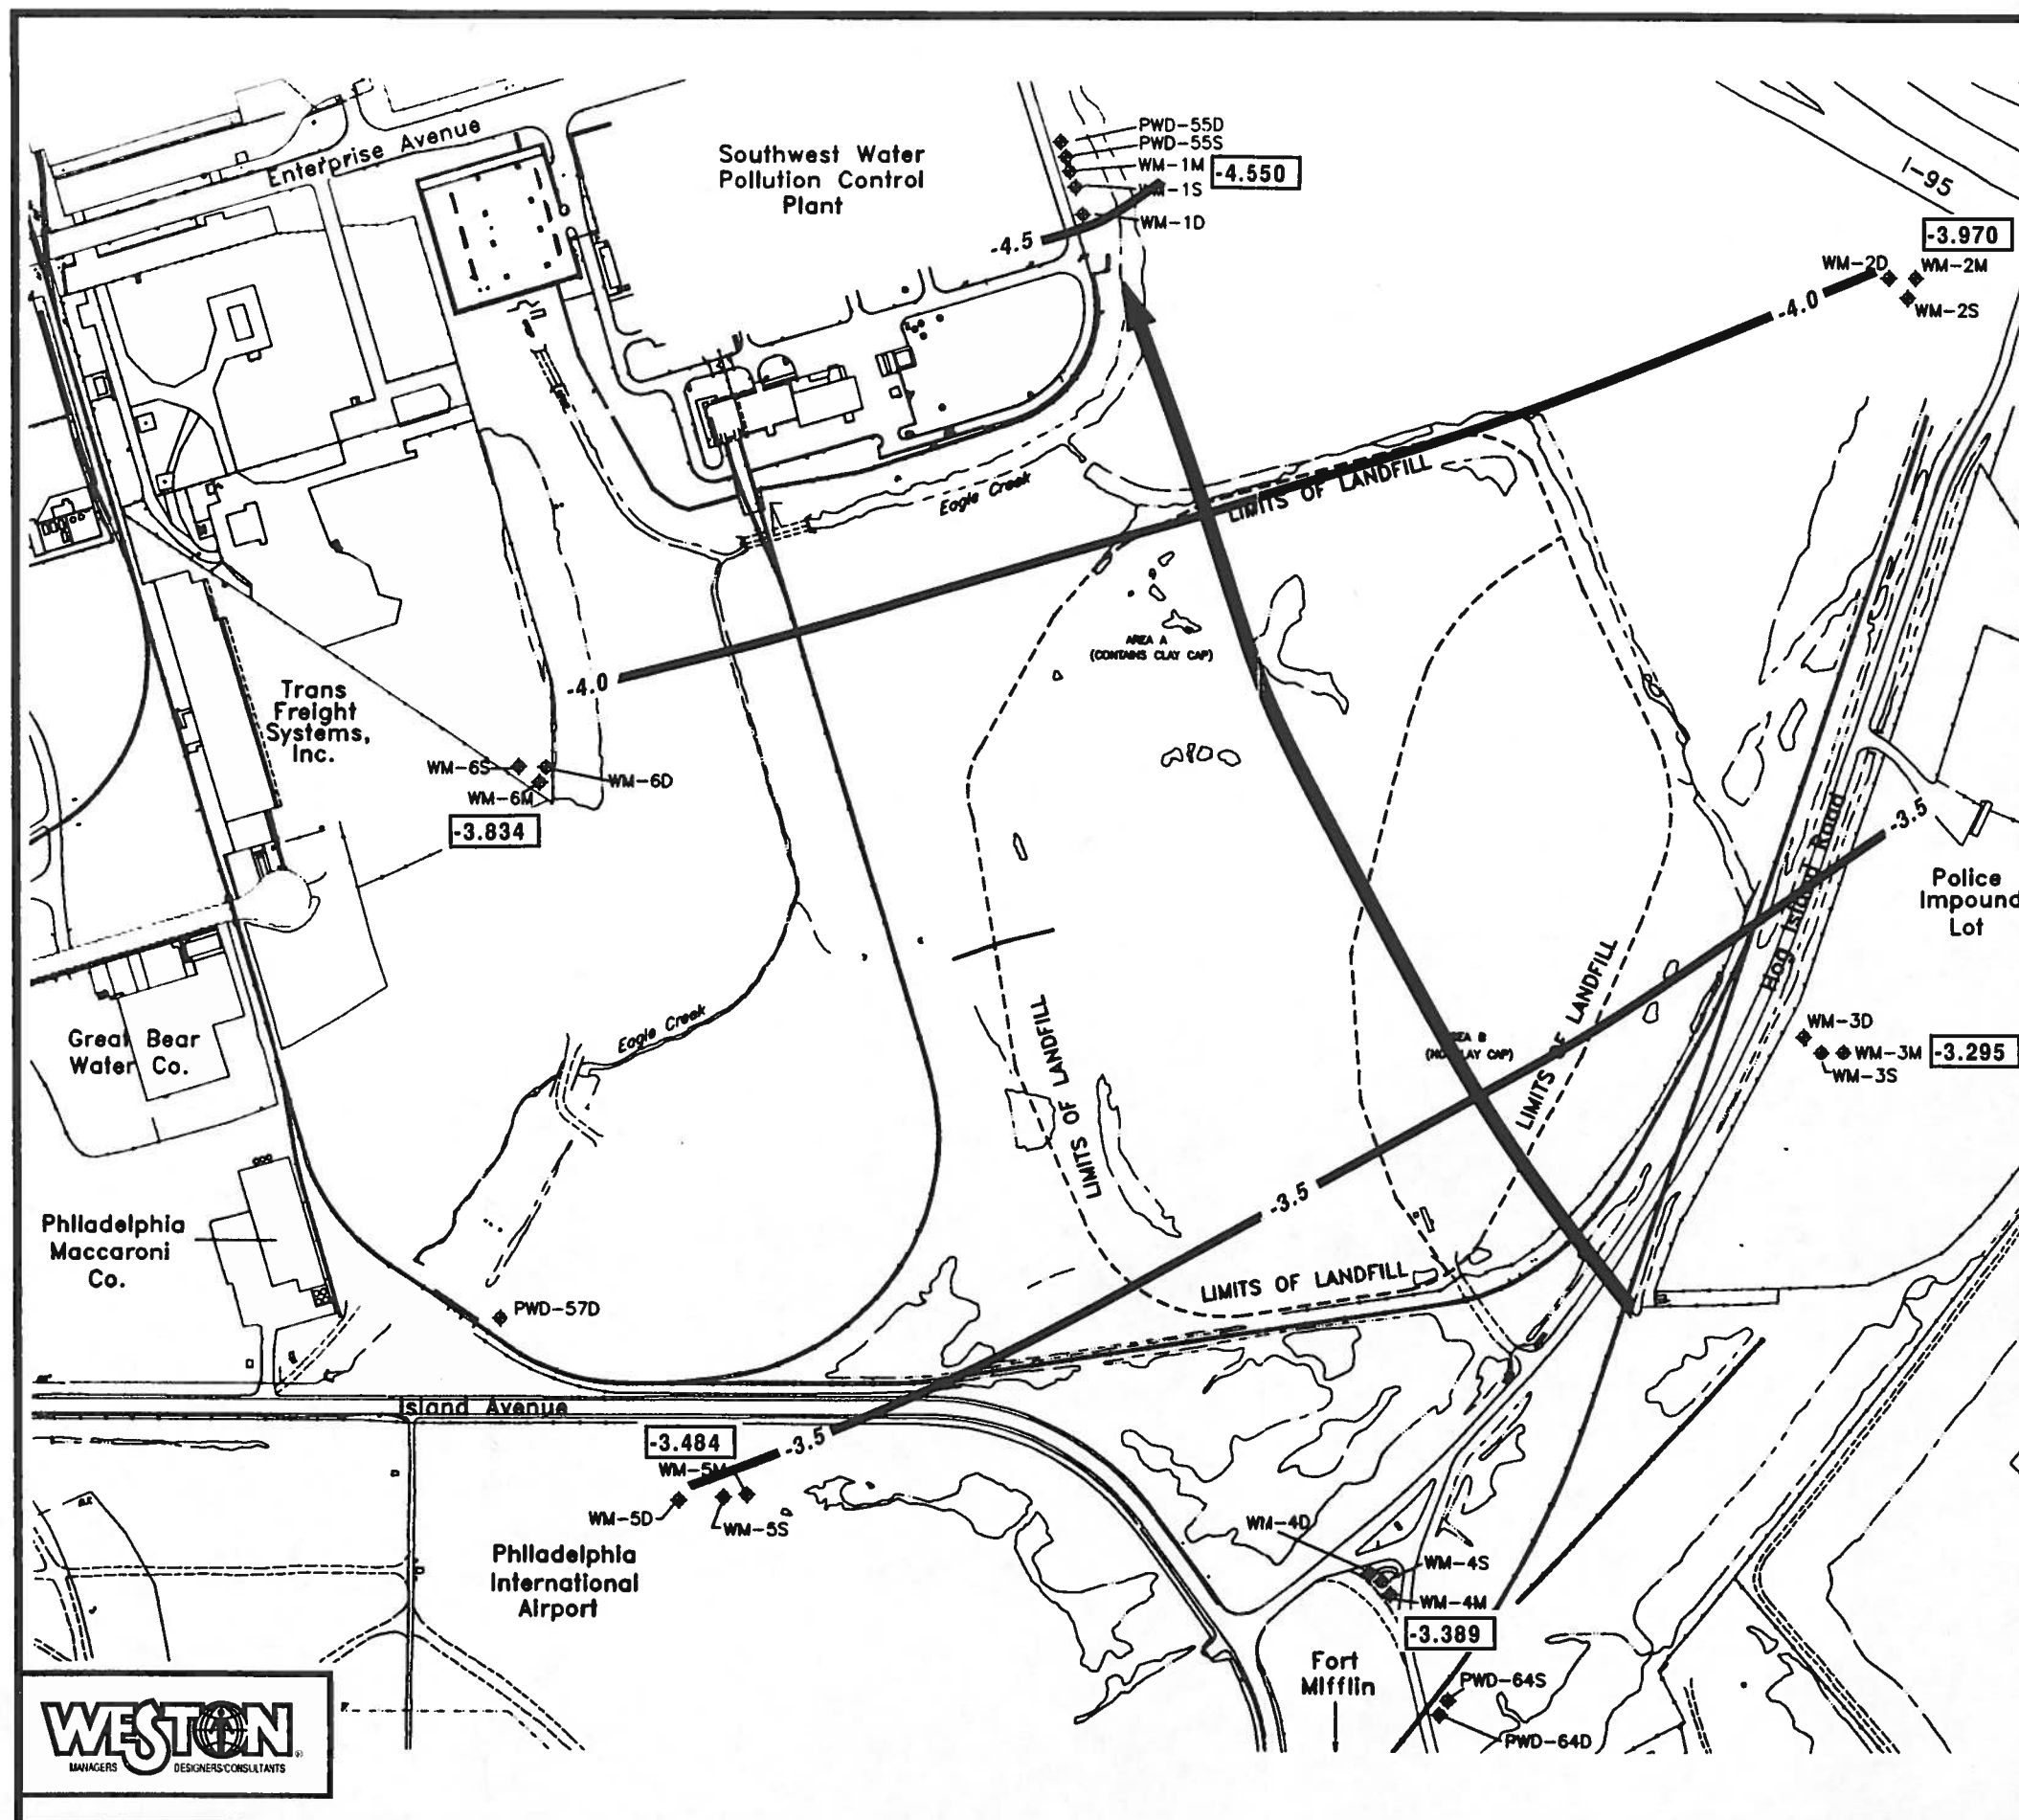 Enterprise Avenue
Southwest Water
Pollution Control
Plant
PWD-55D
PWD-55S
WM-1M
-4.550
WM-1S
WM-1D
-4.5
I-95
-3.970
WM-2D
WM-2M
WM-2S
-4.0
LIMITS OF LANDFILL
Eagle Creek
AREA A
(CONTAINS CLAY CAP)
-4.0
Trans
Freight
Systems,
Inc.
WM-6S
WM-6D
WM-6M
-3.834
-3.5
Hog Island Road
Police
Impound
Lot
LIMITS OF LANDFILL
WM-3D
WM-3M
-3.295
WM-3S
Great Bear
Water Co.
Eagle Creek
LIMITS OF LANDFILL
LIMITS OF LANDFILL
-3.5
Philadelphia
Maccaroni
Co.
LIMITS OF LANDFILL
PWD-57D
Island Avenue
-3.484
-3.5
WM-5M
WM-5D
WM-5S
Philadelphia
International
Airport
WM-4D
WM-4S
WM-4M
-3.389
Fort
Mifflin
PWD-64S
PWD-64D
WESTON
MANAGERS DESIGNERS/CONSULTANTS